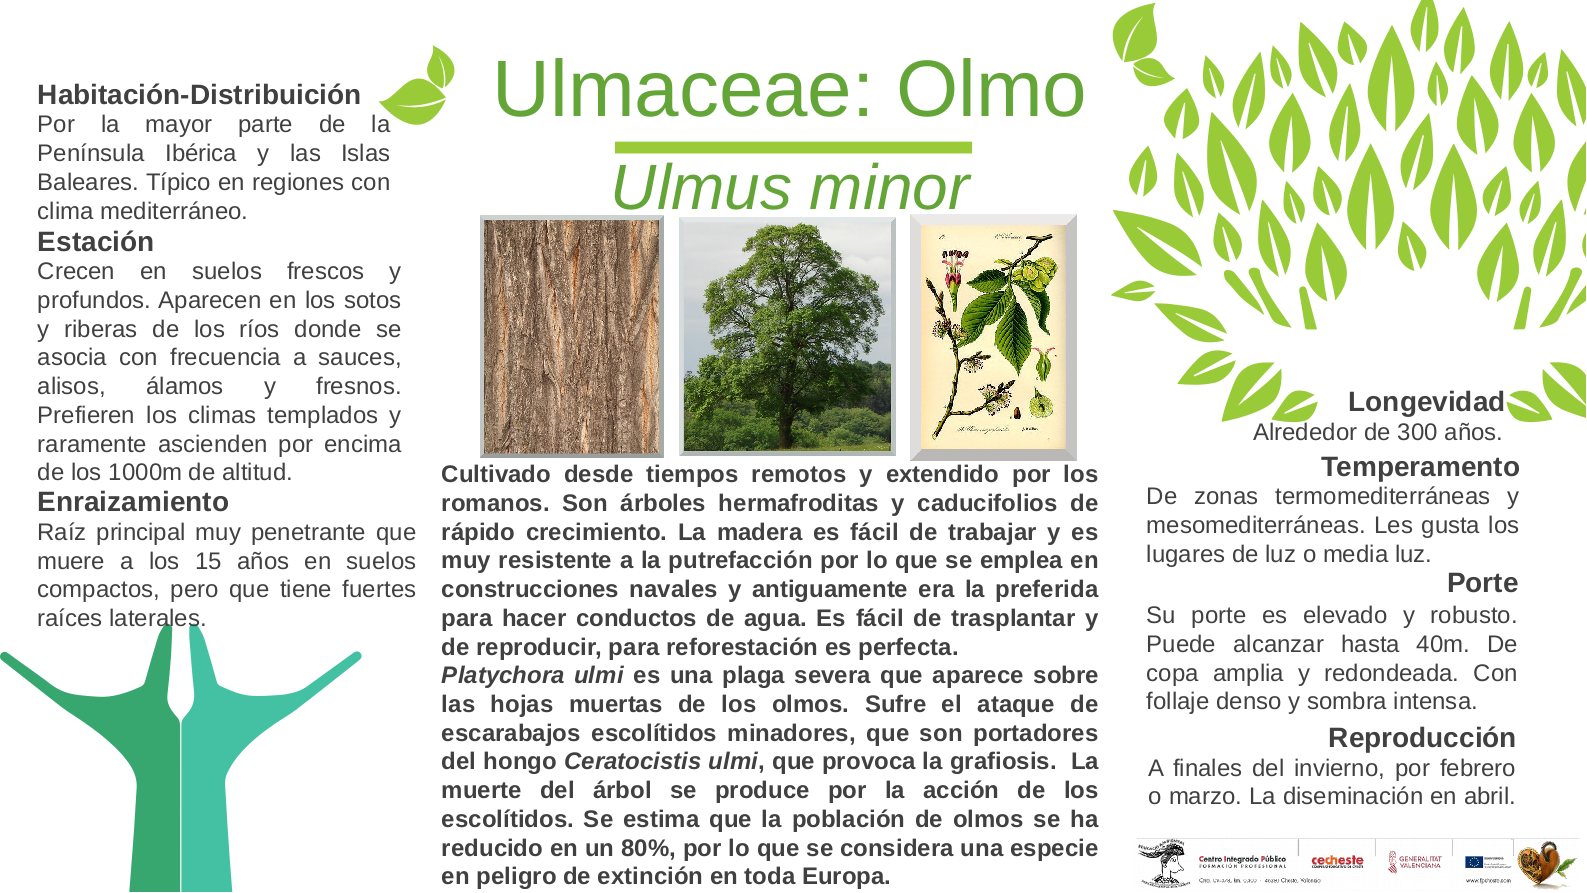 Ulmaceae: Olmo
Ulmus minor
Habitación-Distribuición
Por la mayor parte de la
Península Ibérica y las Islas
Baleares. Típico en regiones con
clima mediterráneo.
Estación
Crecen en suelos frescos y
profundos. Aparecen en los sotos
y riberas de los ríos donde se
asocia con frecuencia a sauces,
alisos, álamos y fresnos.
Prefieren los climas templados y
raramente ascienden por encima
de los 1000m de altitud.
Enraizamiento
Raíz principal muy penetrante que
muere a los 15 años en suelos
compactos, pero que tiene fuertes
raíces laterales.
Cultivado desde tiempos remotos y extendido por los
romanos. Son árboles hermafroditas y caducifolios de
rápido crecimiento. La madera es fácil de trabajar y es
muy resistente a la putrefacción por lo que se emplea en
construcciones navales y antiguamente era la preferida
para hacer conductos de agua. Es fácil de trasplantar y
de reproducir, para reforestación es perfecta.
Platychora ulmi es una plaga severa que aparece sobre
las hojas muertas de los olmos. Sufre el ataque de
escarabajos escolítidos minadores, que son portadores
del hongo Ceratocistis ulmi, que provoca la grafiosis. La
muerte del árbol se produce por la acción de los
escolítidos. Se estima que la población de olmos se ha
reducido en un 80%, por lo que se considera una especie
en peligro de extinción en toda Europa.
Longevidad
Alrededor de 300 años.
Temperamento
De zonas termomediterráneas y
mesomediterráneas. Les gusta los
lugares de luz o media luz.
Porte
Su porte es elevado y robusto.
Puede alcanzar hasta 40m. De
copa amplia y redondeada. Con
follaje denso y sombra intensa.
Reproducción
A finales del invierno, por febrero
o marzo. La diseminación en abril.
Centro Integrado Público
FORMACIÓN PROFESIONAL
cecheste
GENERALITAT
VALENCIANA
www.fpcheste.com